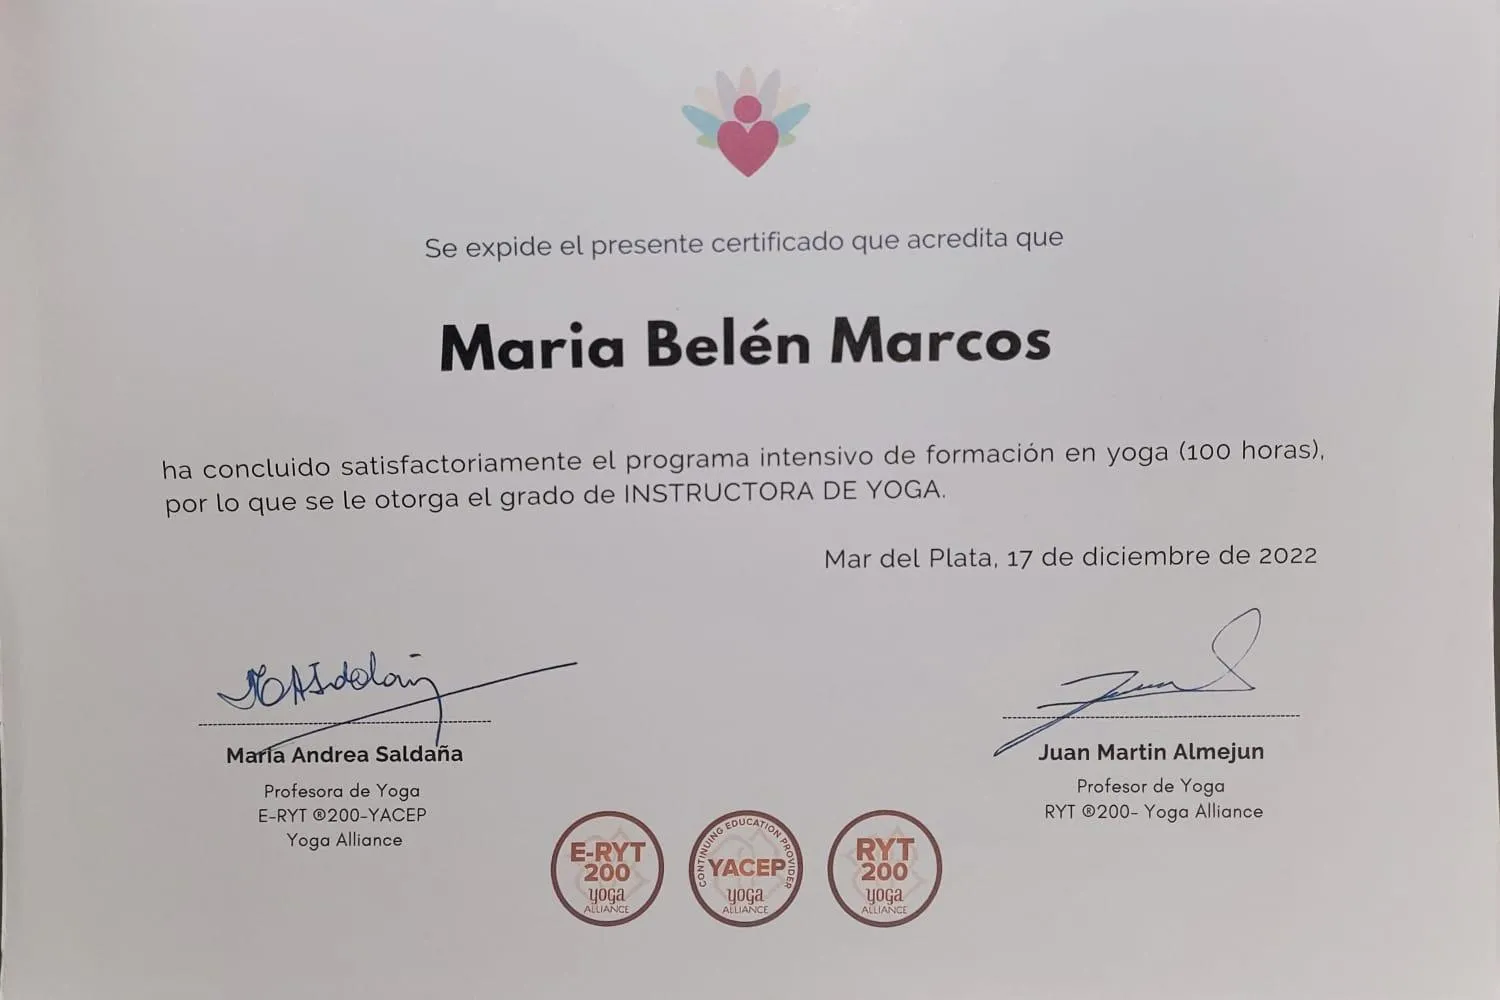 Se expide el presente certificado que acredita que
Maria Belén Marcos
ha concluido satisfactoriamente el programa intensivo de formación en yoga (100 horas),
por lo que se le otorga el grado de INSTRUCTORA DE YOGA.
Mar del Plata, 17 de diciembre de 2022
María Andrea Saldaña
Profesora de Yoga
E-RYT ®200-YACEP
Yoga Alliance
Juan Martin Almejun
Profesor de Yoga
RYT ®200- Yoga Alliance
E-RYT
200
yoga
ALLIANCE
CONTINUING EDUCATION PROVIDER
YACEP
yoga
ALLIANCE
RYT
200
yoga
ALLIANCE